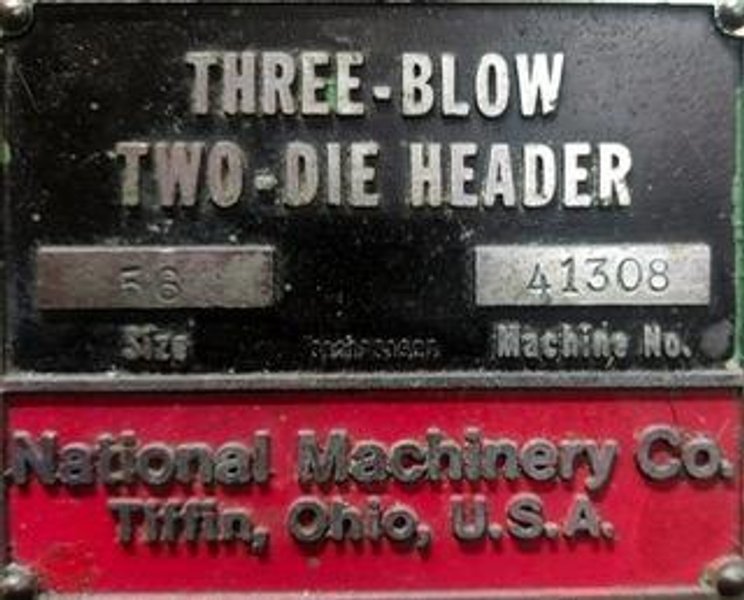 THREE-BLOW
TWO-DIE HEADER
56 41308
Size Machine No.
National Machinery Co.
Tiffin, Ohio, U.S.A.